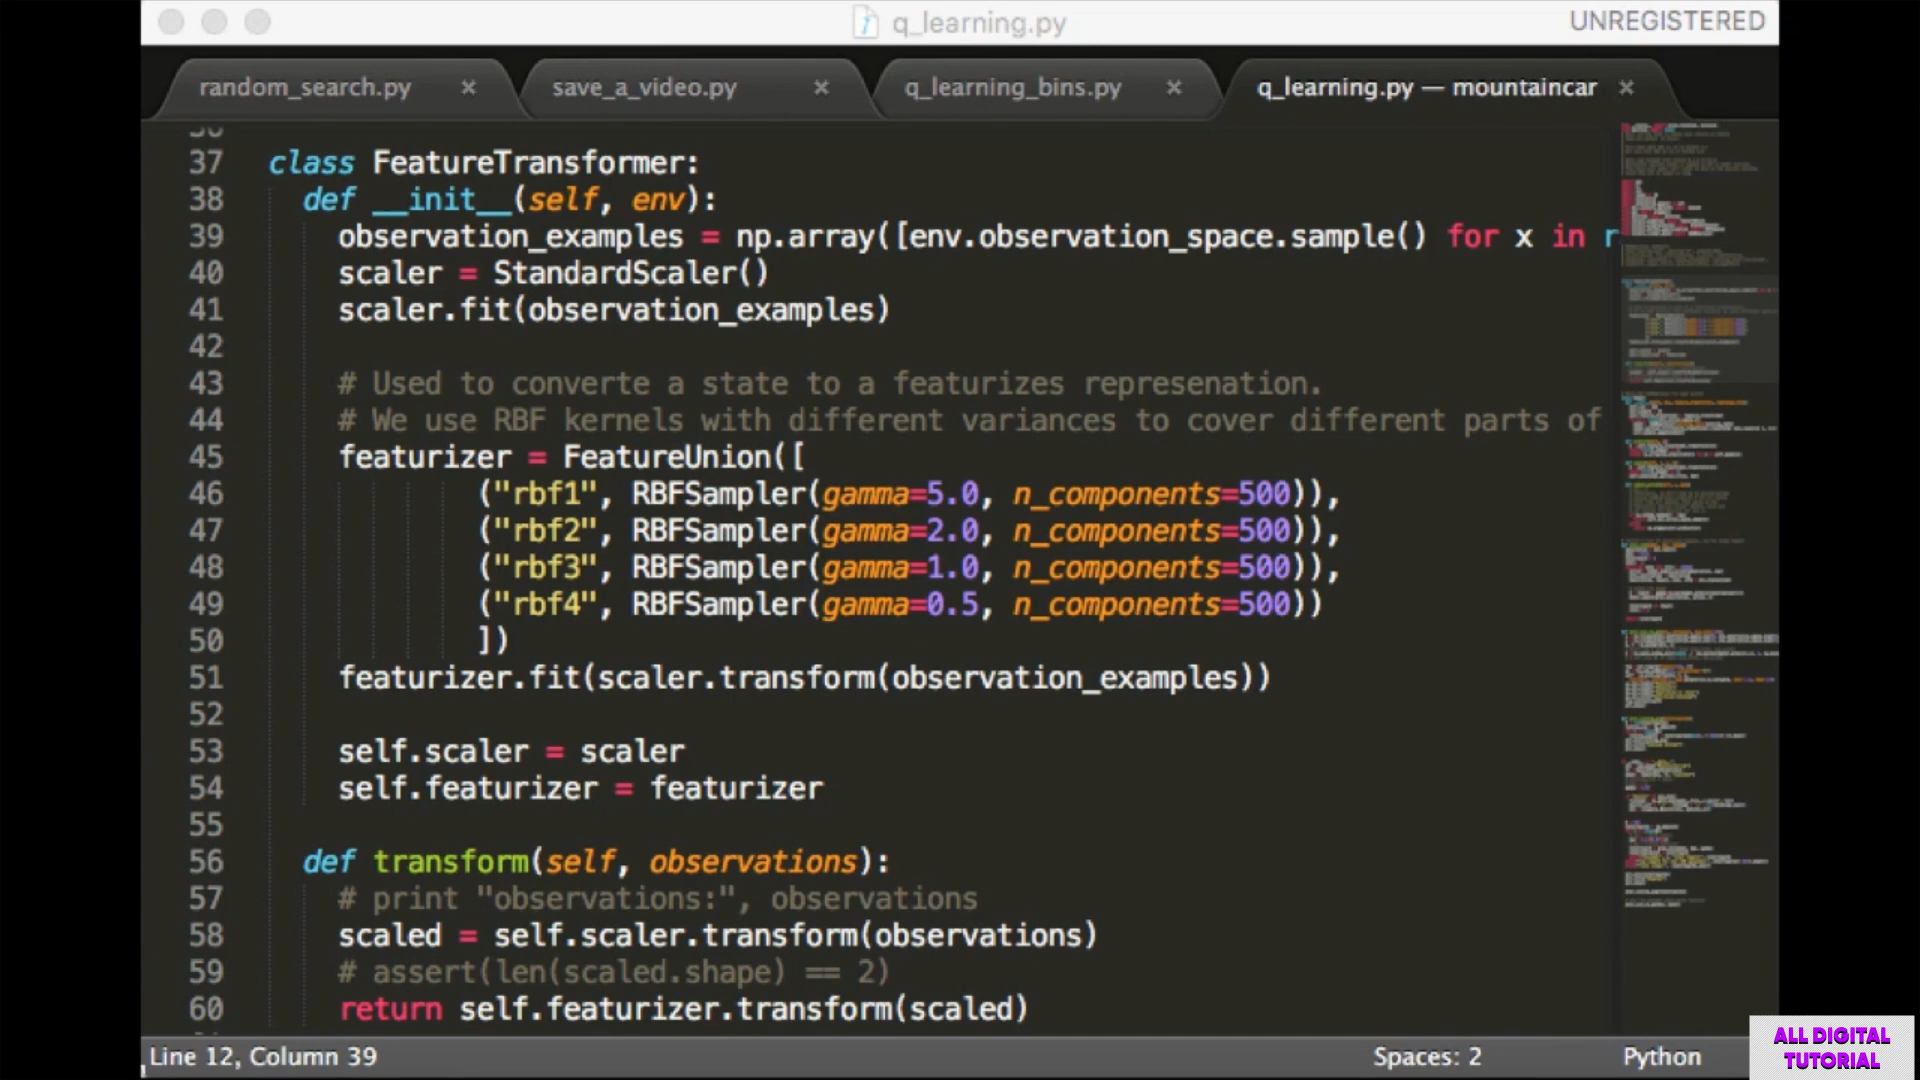 q_learning.py
UNREGISTERED
random_search.py ×
save_a_video.py ×
q_learning_bins.py ×
q_learning.py — mountaincar ×
36
37 class FeatureTransformer:
38 def __init__(self, env):
39 observation_examples = np.array([env.observation_space.sample() for x in r
40 scaler = StandardScaler()
41 scaler.fit(observation_examples)
42
43 # Used to converte a state to a featurizes represenation.
44 # We use RBF kernels with different variances to cover different parts of
45 featurizer = FeatureUnion([
46 ("rbf1", RBFSampler(gamma=5.0, n_components=500)),
47 ("rbf2", RBFSampler(gamma=2.0, n_components=500)),
48 ("rbf3", RBFSampler(gamma=1.0, n_components=500)),
49 ("rbf4", RBFSampler(gamma=0.5, n_components=500))
50 ])
51 featurizer.fit(scaler.transform(observation_examples))
52
53 self.scaler = scaler
54 self.featurizer = featurizer
55
56 def transform(self, observations):
57 # print "observations:", observations
58 scaled = self.scaler.transform(observations)
59 # assert(len(scaled.shape) == 2)
60 return self.featurizer.transform(scaled)
Line 12, Column 39
Spaces: 2
Python
ALL DIGITAL
TUTORIAL